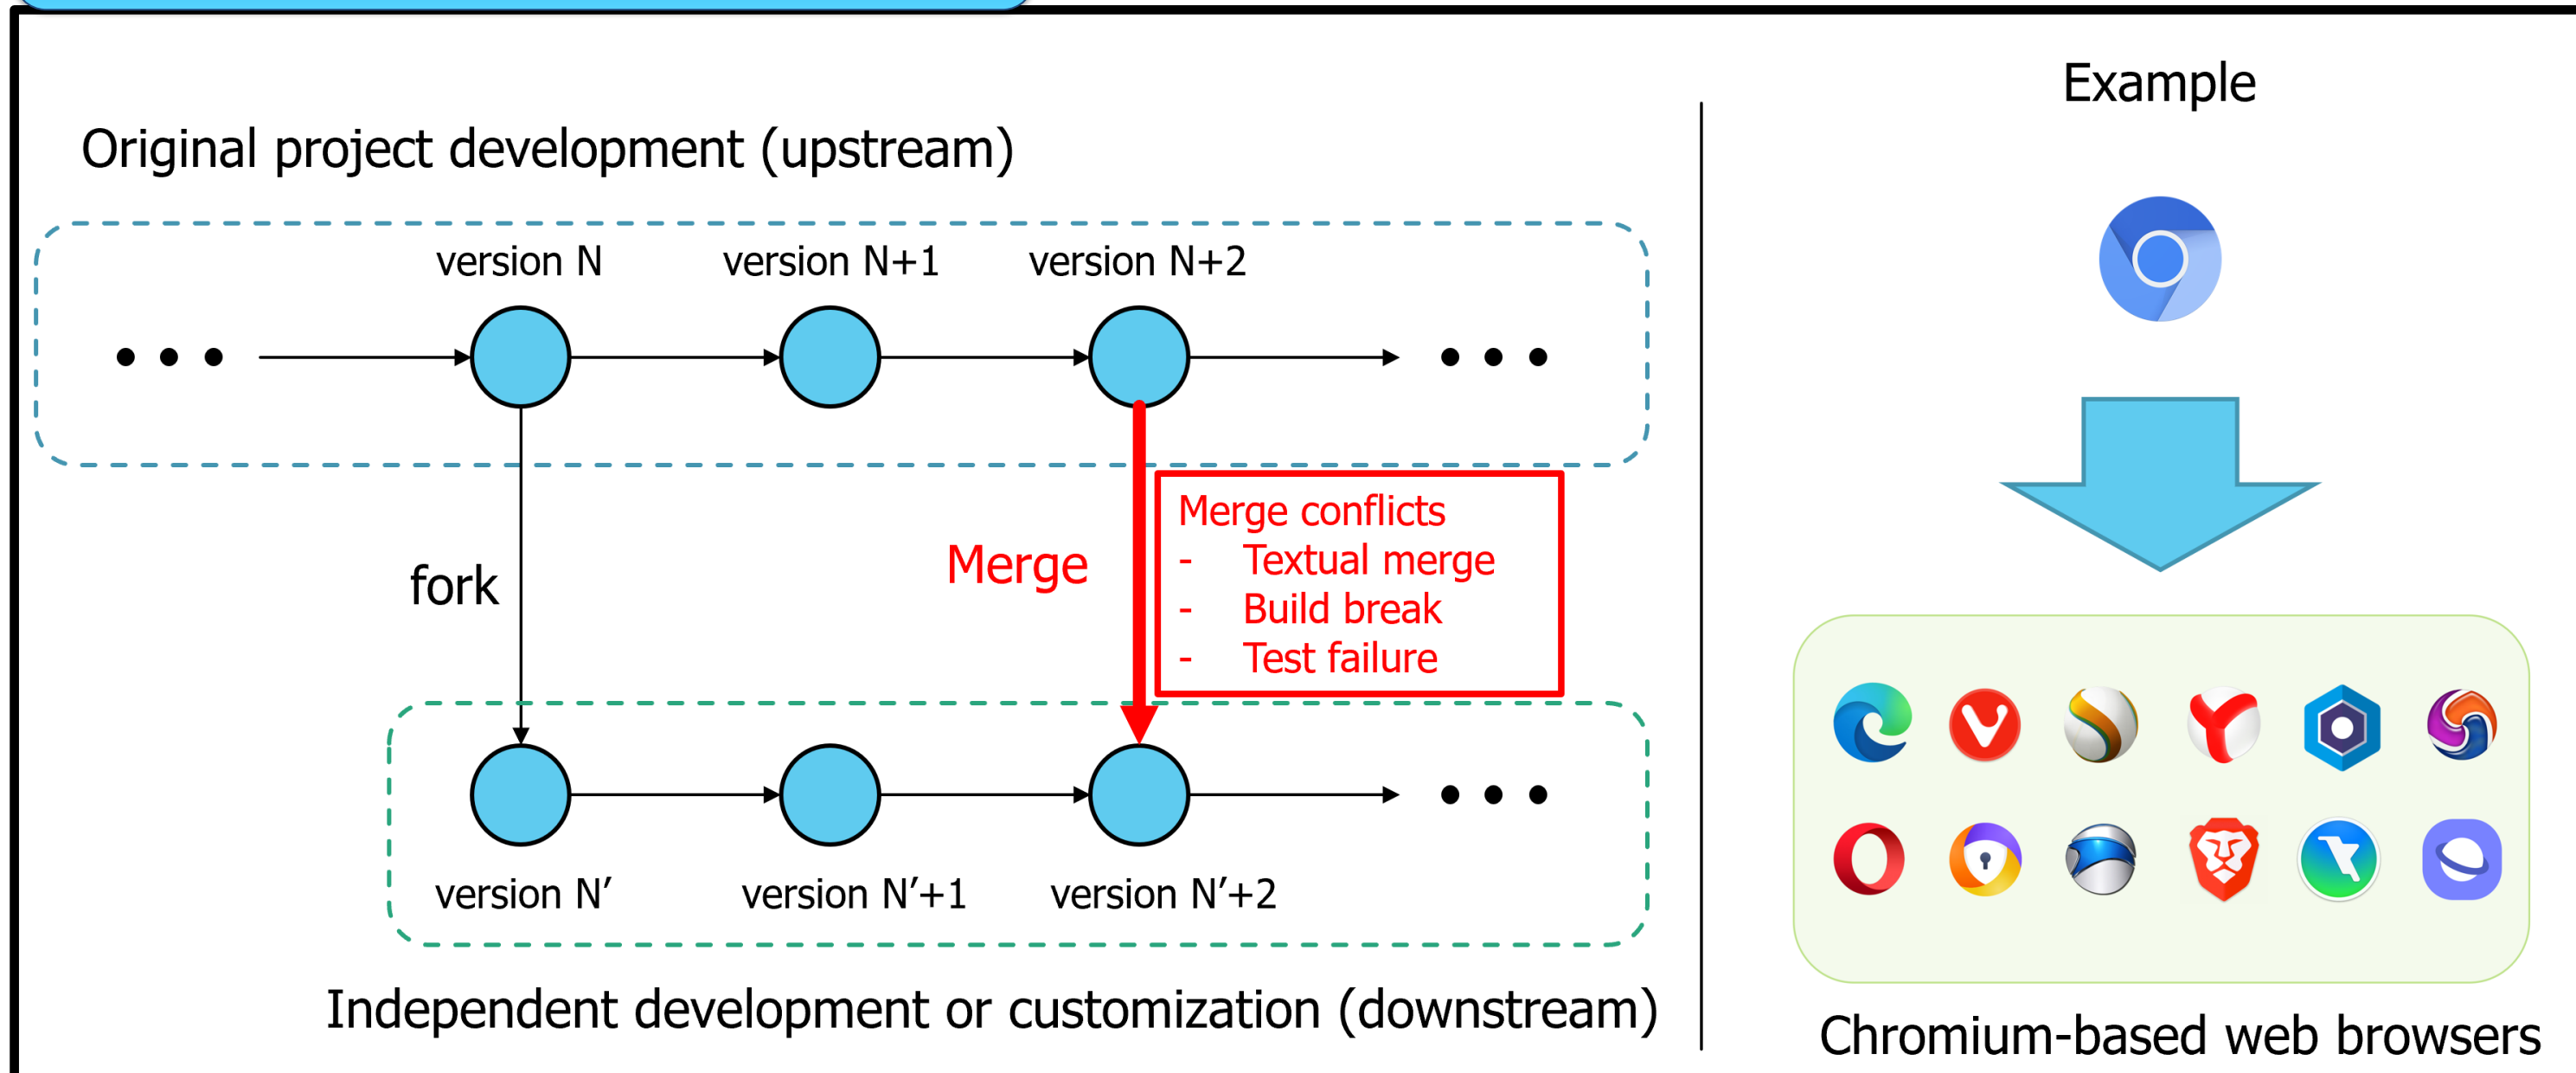 Original project development (upstream)
version N
version N+1
version N+2
fork
Merge
Merge conflicts
- Textual merge
- Build break
- Test failure
version N′
version N′+1
version N′+2
Independent development or customization (downstream)
Example
Chromium-based web browsers